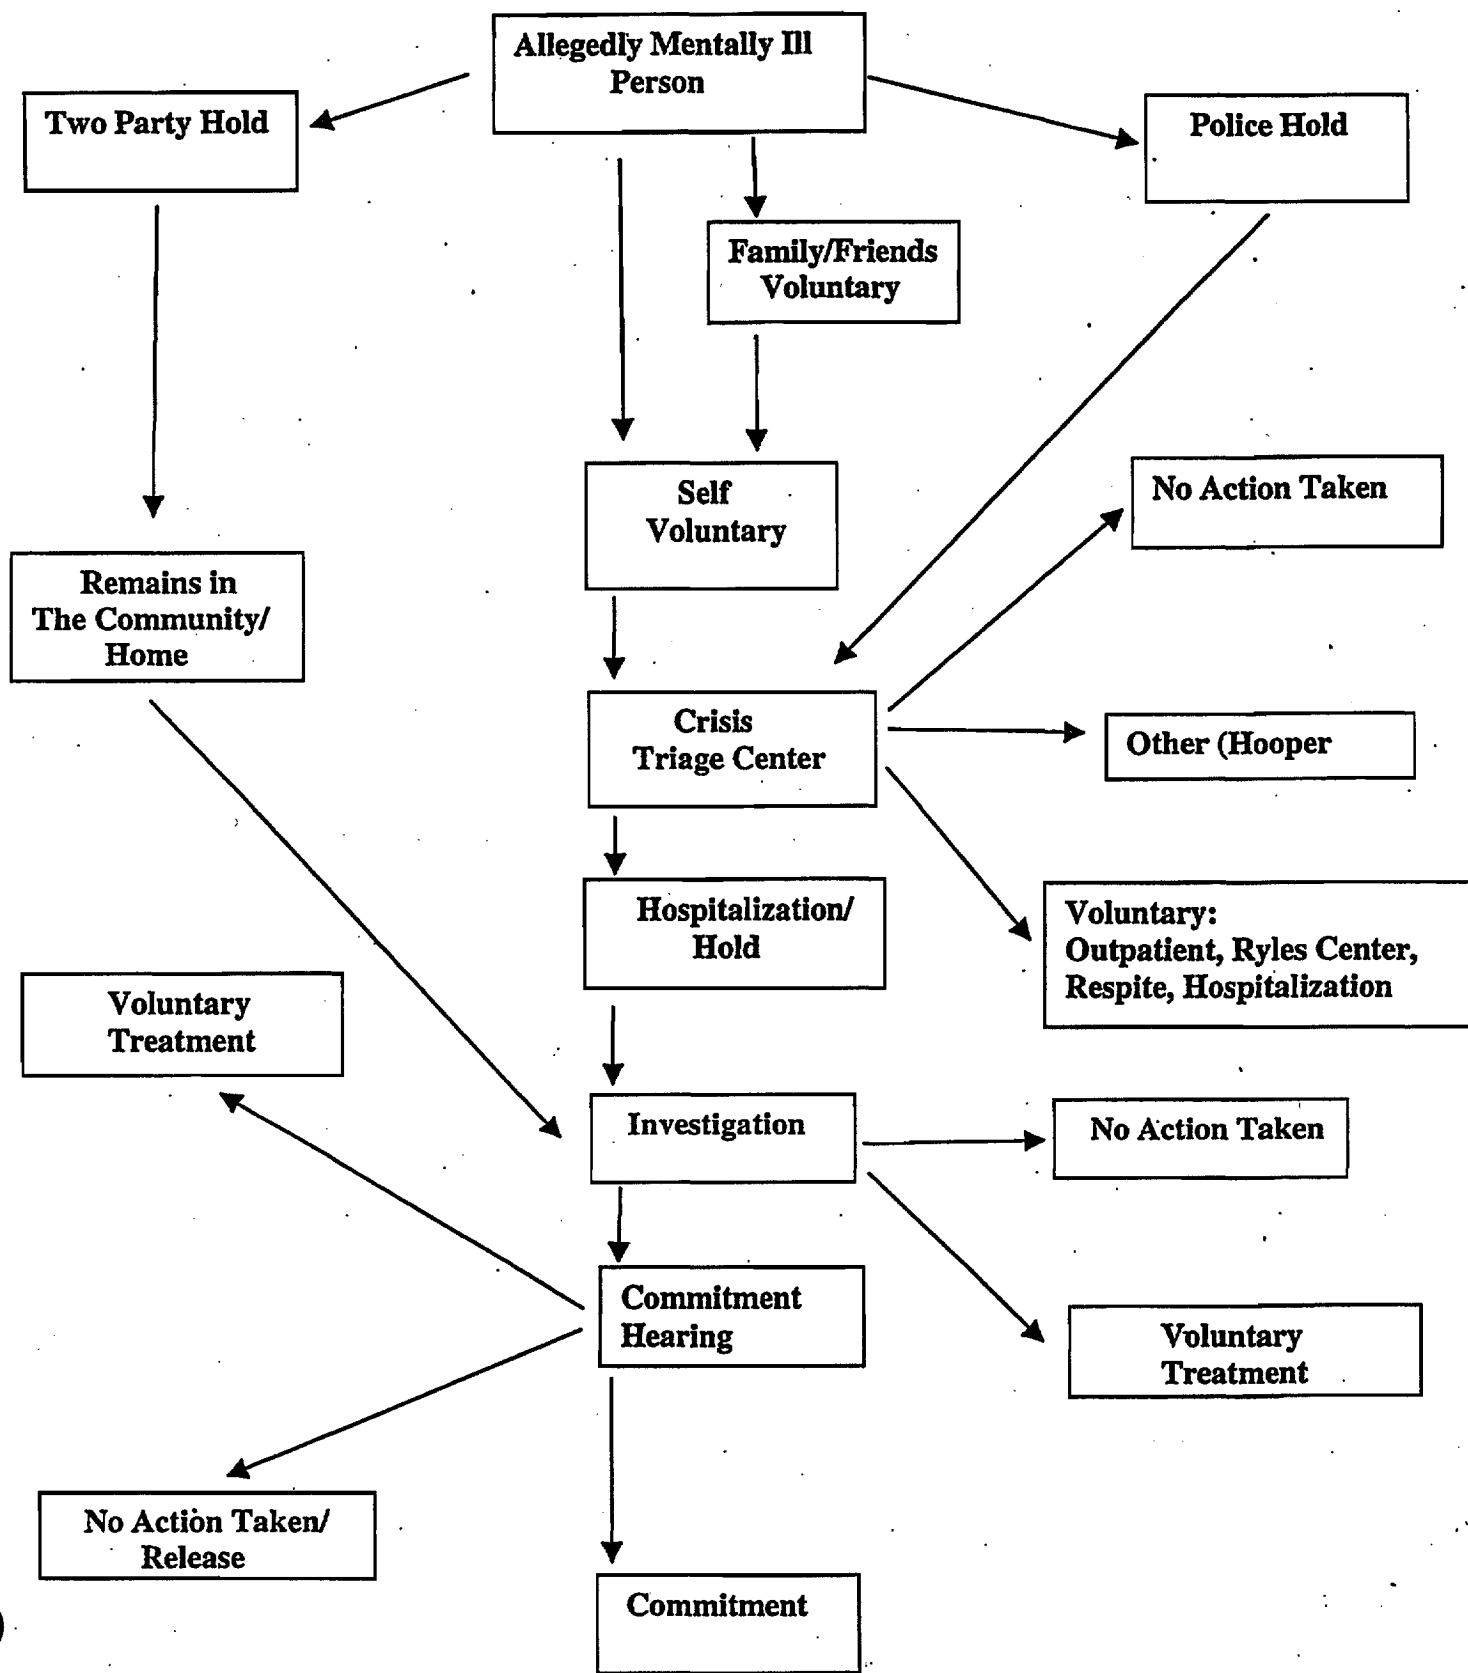 Allegedly Mentally Ill
Person
Two Party Hold
Police Hold
Family/Friends
Voluntary
Self
Voluntary
No Action Taken
Remains in
The Community/
Home
Crisis
Triage Center
Other (Hooper
Hospitalization/
Hold
Voluntary:
Outpatient, Ryles Center,
Respite, Hospitalization
Voluntary
Treatment
Investigation
No Action Taken
Commitment
Hearing
Voluntary
Treatment
No Action Taken/
Release
Commitment
)